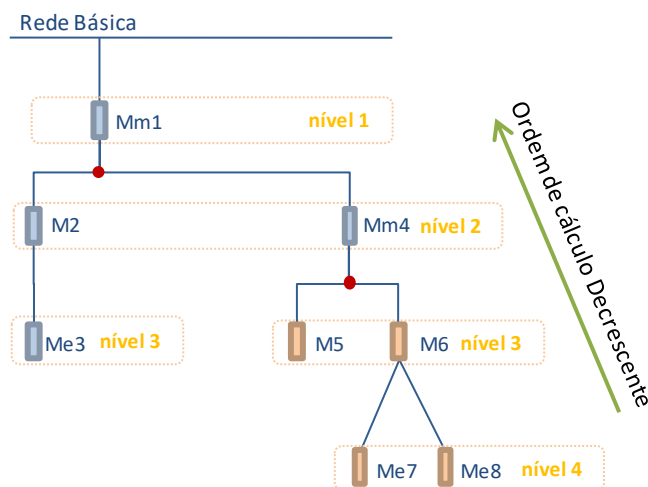 Rede Básica
Mm1 nível 1
M2 Mm4 nível 2
Me3 nível 3 M5 M6 nível 3
Me7 Me8 nível 4
Ordem de cálculo Decrescente